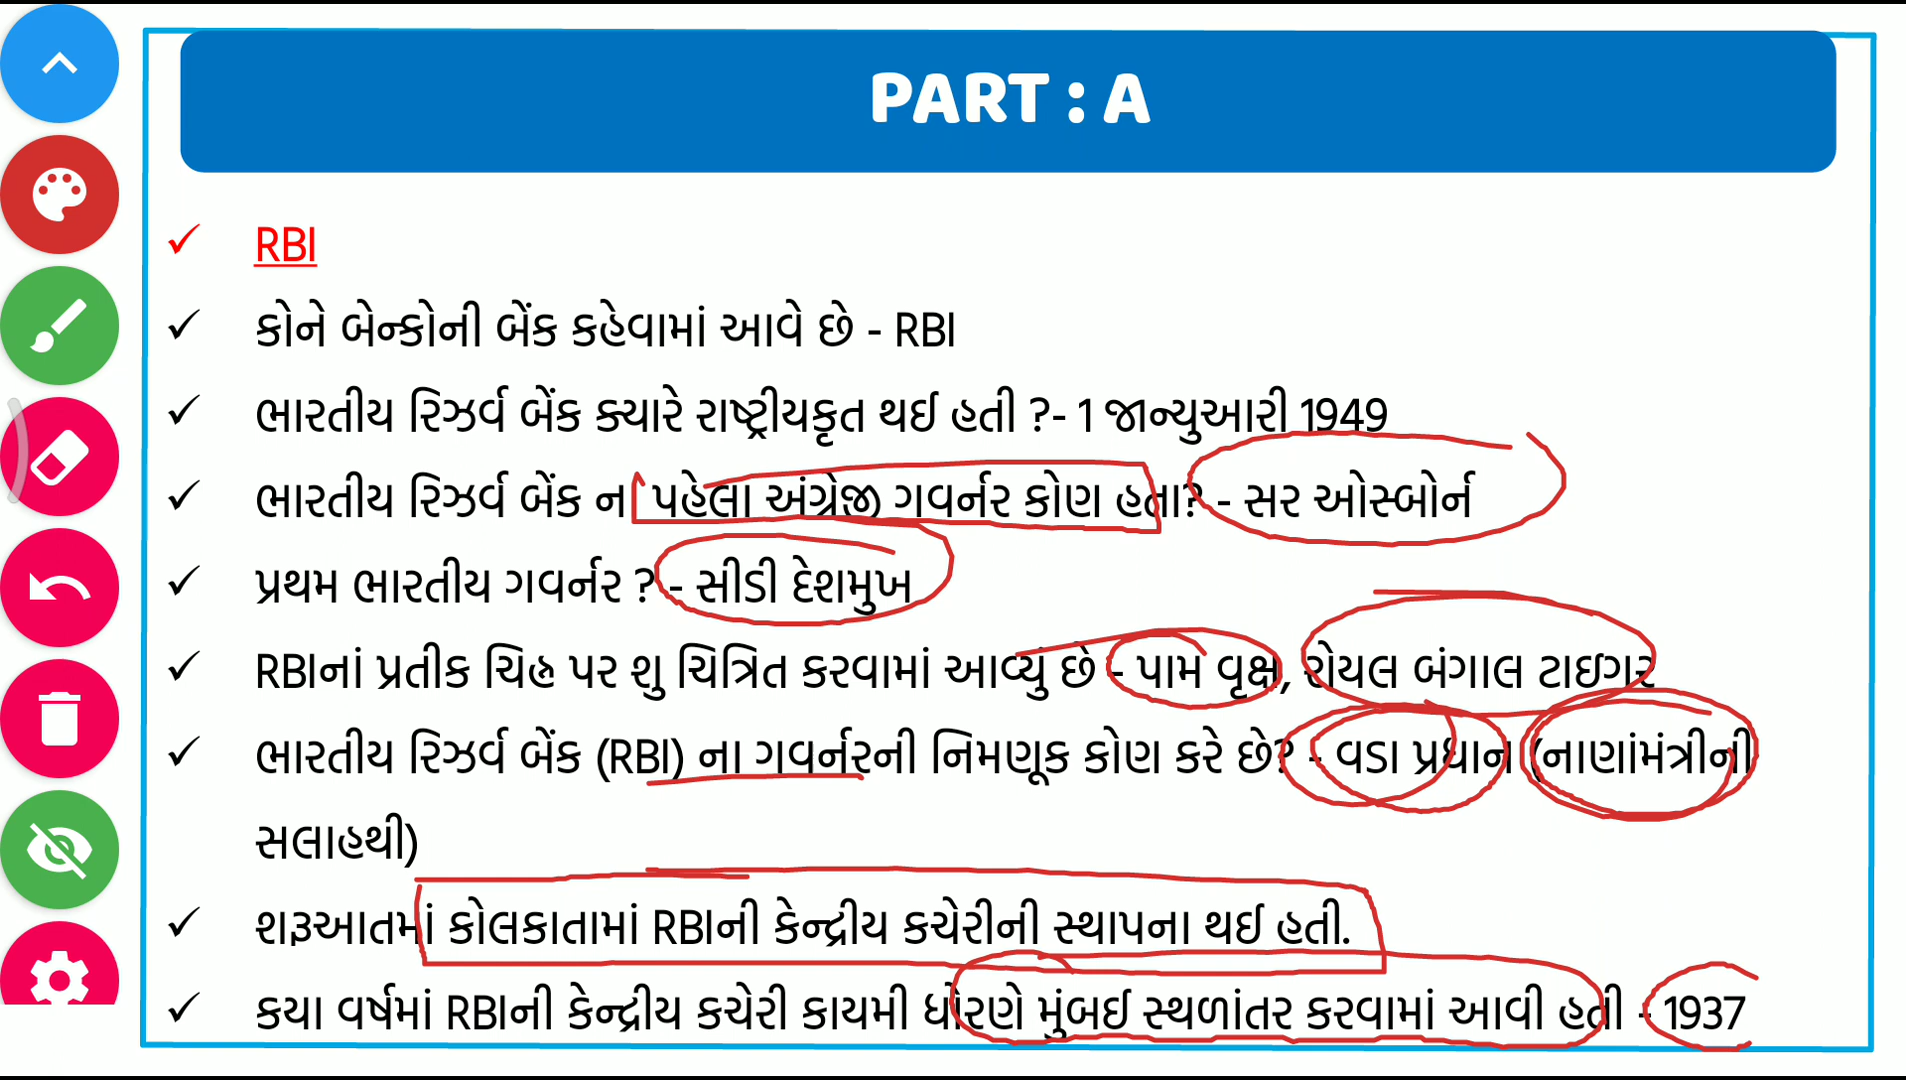 PART : A
RBI
કોને બેન્કોની બેંક કહેવામાં આવે છે - RBI
ભારતીય રિઝર્વ બેંક ક્યારે રાષ્ટ્રીયકૃત થઈ હતી ?- 1 જાન્યુઆરી 1949
ભારતીય રિઝર્વ બેંક ના પહેલા અંગ્રેજી ગવર્નર કોણ હતા? - સર ઓસ્બોર્ન
પ્રથમ ભારતીય ગવર્નર ? - સીડી દેશમુખ
RBIનાં પ્રતીક ચિહ્ન પર શુ ચિત્રિત કરવામાં આવ્યું છે - પામ વૃક્ષ, રોયલ બંગાલ ટાઇગર
ભારતીય રિઝર્વ બેંક (RBI) ના ગવર્નરની નિમણૂક કોણ કરે છે? - વડા પ્રધાન (નાણાંમંત્રીની
સલાહથી)
શરૂઆતમાં કોલકાતામાં RBIની કેન્દ્રીય કચેરીની સ્થાપના થઈ હતી.
કયા વર્ષમાં RBIની કેન્દ્રીય કચેરી કાયમી ધોરણે મુંબઈ સ્થળાંતર કરવામાં આવી હતી - 1937